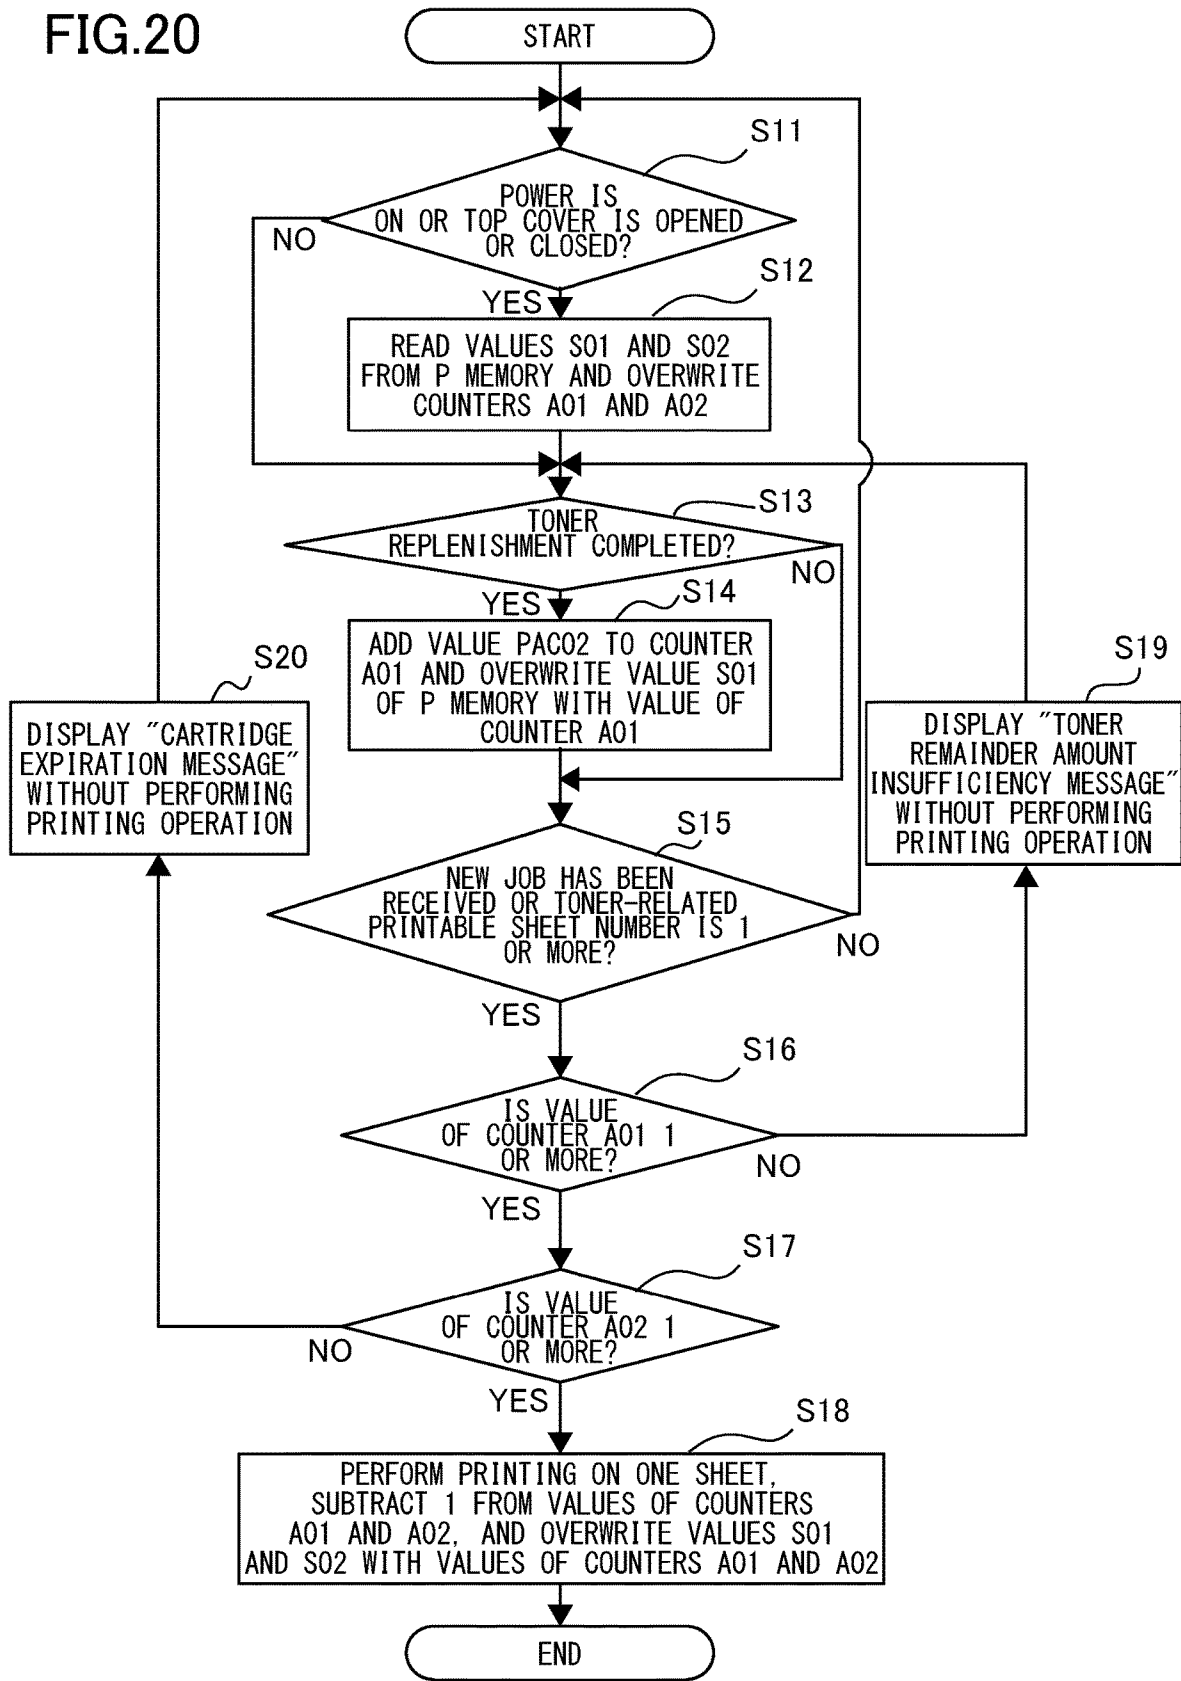 FIG.20
START
S11
POWER IS
ON OR TOP COVER IS OPENED
OR CLOSED?
NO
S12
YES
READ VALUES S01 AND S02
FROM P MEMORY AND OVERWRITE
COUNTERS A01 AND A02
S13
TONER
REPLENISHMENT COMPLETED?
NO
YES
S14
ADD VALUE PAC02 TO COUNTER
A01 AND OVERWRITE VALUE S01
OF P MEMORY WITH VALUE OF
COUNTER A01
S20
DISPLAY "CARTRIDGE
EXPIRATION MESSAGE"
WITHOUT PERFORMING
PRINTING OPERATION
S19
DISPLAY "TONER
REMAINDER AMOUNT
INSUFFICIENCY MESSAGE"
WITHOUT PERFORMING
PRINTING OPERATION
S15
NEW JOB HAS BEEN
RECEIVED OR TONER-RELATED
PRINTABLE SHEET NUMBER IS 1
OR MORE?
NO
YES
S16
IS VALUE
OF COUNTER A01 1
OR MORE?
NO
YES
S17
IS VALUE
OF COUNTER A02 1
OR MORE?
NO
YES
S18
PERFORM PRINTING ON ONE SHEET,
SUBTRACT 1 FROM VALUES OF COUNTERS
A01 AND A02, AND OVERWRITE VALUES S01
AND S02 WITH VALUES OF COUNTERS A01 AND A02
END